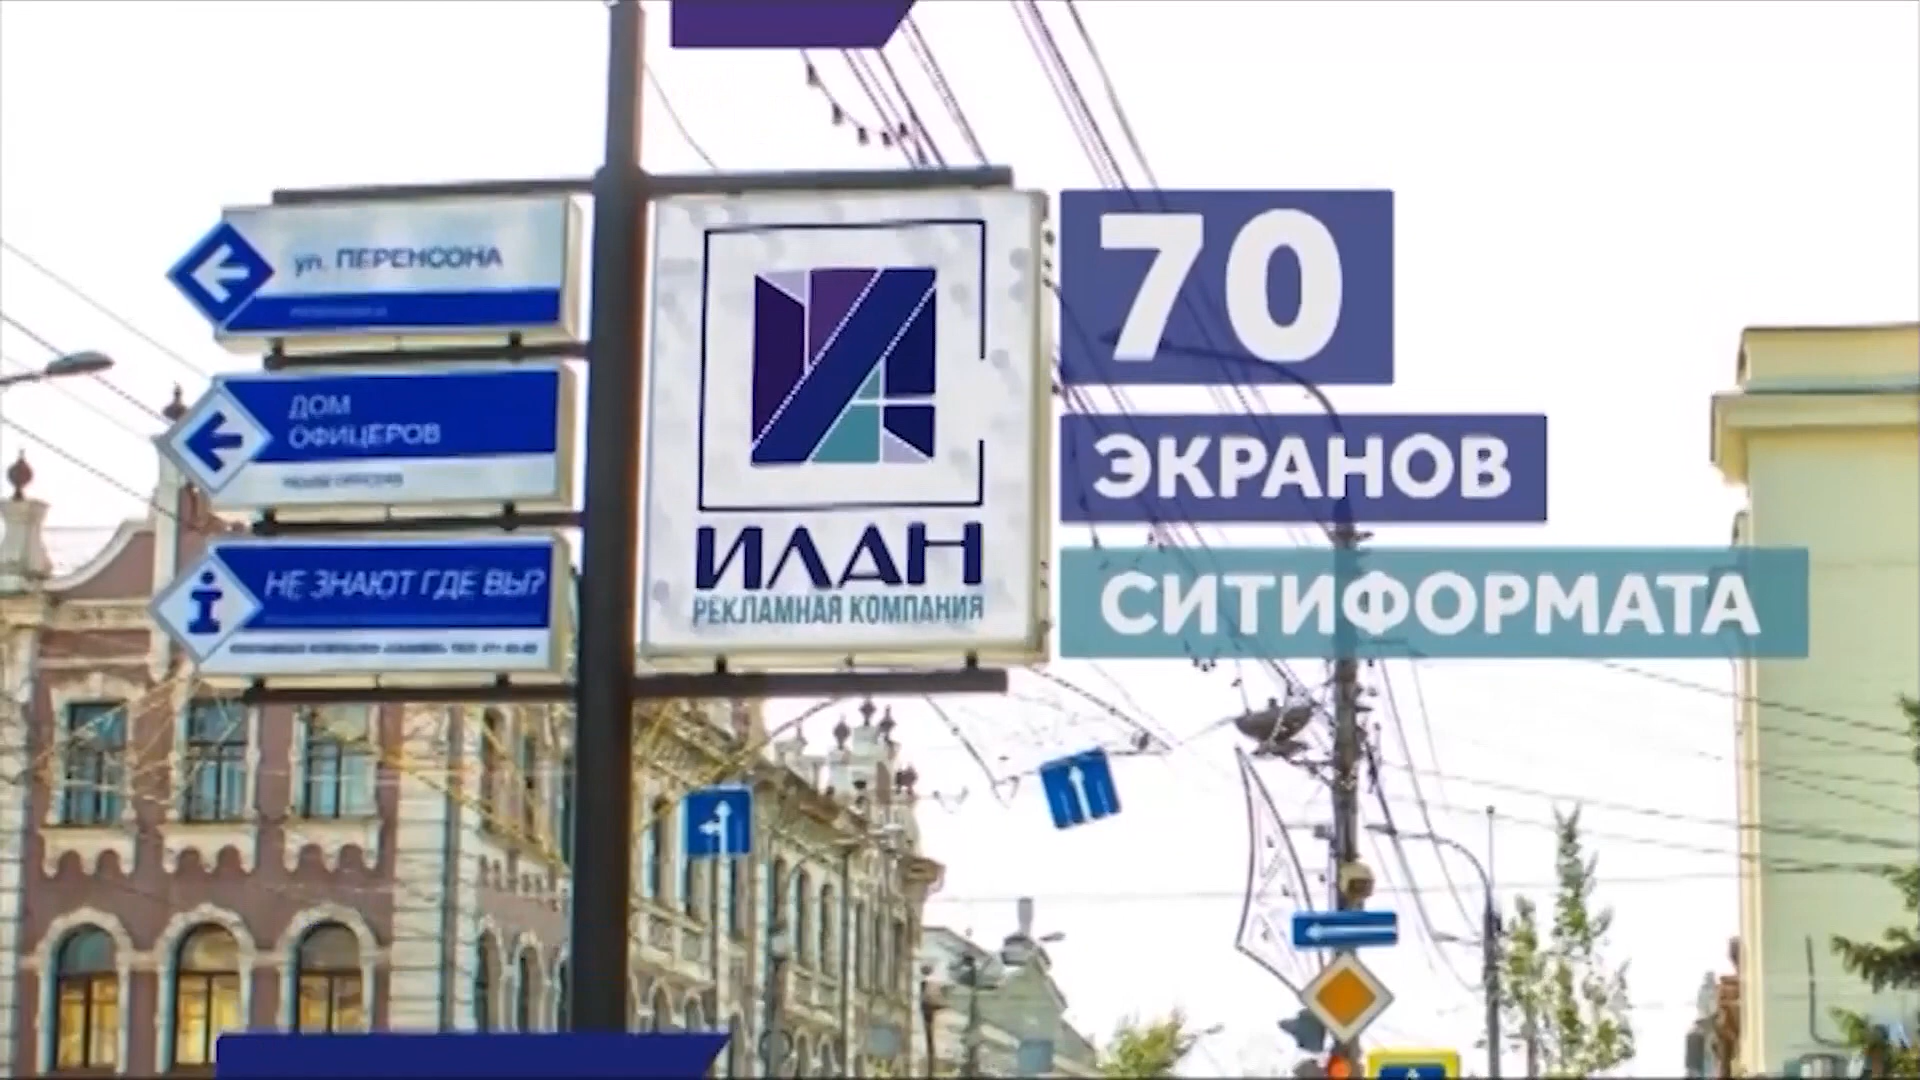 ул. ПЕРЕНСОНА
ДОМ
ОФИЦЕРОВ
НЕ ЗНАЮТ ГДЕ ВЫ?
ИЛАН
РЕКЛАМНАЯ КОМПАНИЯ
70
ЭКРАНОВ
СИТИФОРМАТА